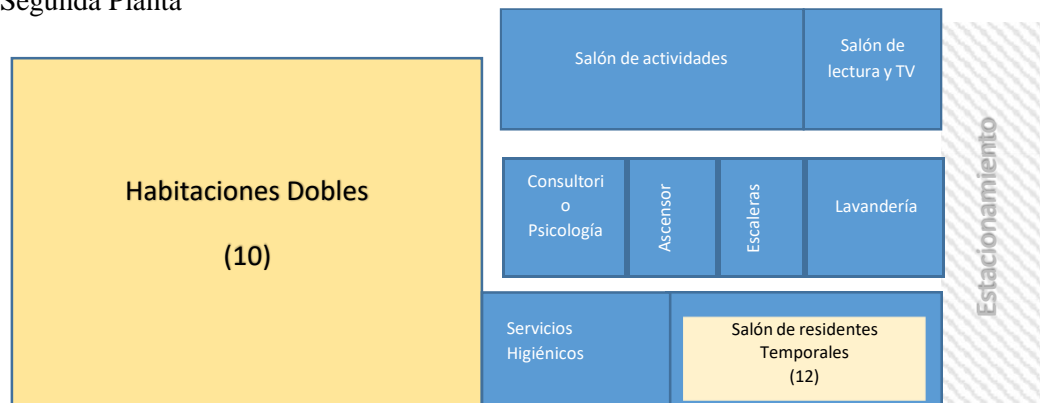 Segunda Planta
Salón de actividades
Salón de
lectura y TV
Habitaciones Dobles
(10)
Consultori
o
Psicología
Ascensor
Escaleras
Lavandería
Estacionamiento
Servicios
Higiénicos
Salón de residentes
Temporales
(12)